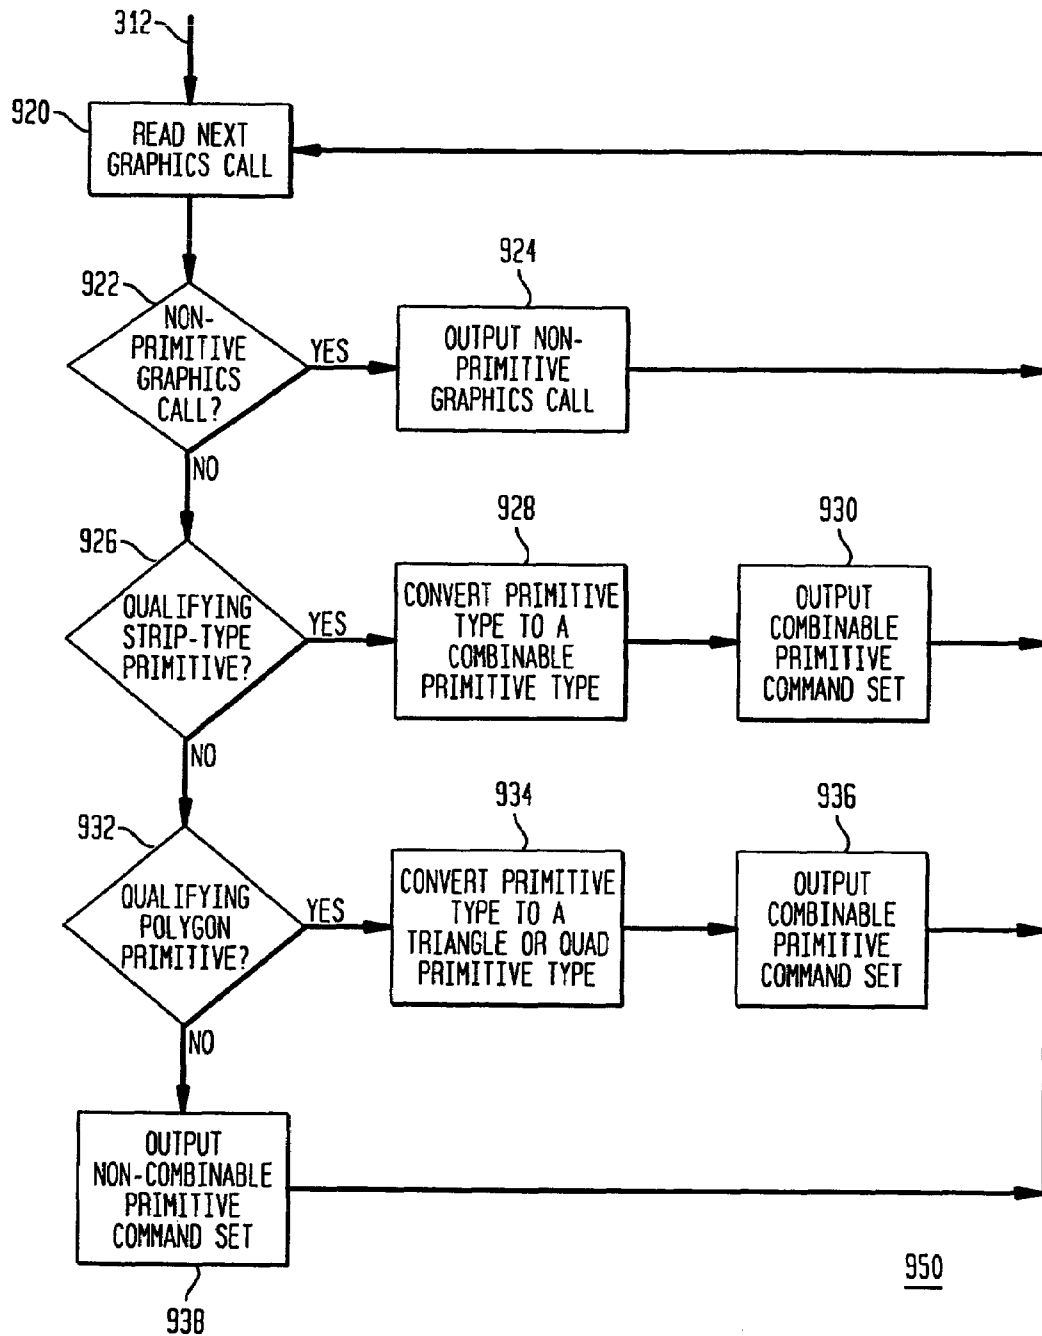 312
920
READ NEXT
GRAPHICS CALL
922
NON-
PRIMITIVE
GRAPHICS
CALL?
YES
NO
924
OUTPUT NON-
PRIMITIVE
GRAPHICS CALL
926
QUALIFYING
STRIP-TYPE
PRIMITIVE?
YES
NO
928
CONVERT PRIMITIVE
TYPE TO A
COMBINABLE
PRIMITIVE TYPE
930
OUTPUT
COMBINABLE
PRIMITIVE
COMMAND SET
932
QUALIFYING
POLYGON
PRIMITIVE?
YES
NO
934
CONVERT PRIMITIVE
TYPE TO A
TRIANGLE OR QUAD
PRIMITIVE TYPE
936
OUTPUT
COMBINABLE
PRIMITIVE
COMMAND SET
OUTPUT
NON-COMBINABLE
PRIMITIVE
COMMAND SET
938
950